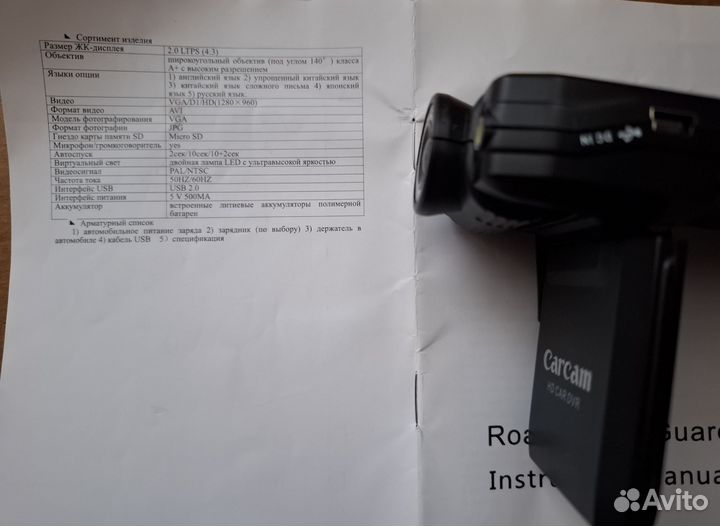 Сортимент изделия
Размер ЖК-дисплея 2.0 LTPS (4:3)
Объектив широкоугольный объектив (под углом 140°) класса
А+ с высоким разрешением
Языки опции 1) английский язык 2) упрощенный китайский язык
3) китайский язык сложного письма 4) японский
язык 5) русский язык.
Видео VGA/D1/HD(1280×960)
Формат видео AVI
Модель фотографирования VGA
Формат фотографии JPG
Гнездо карты памяти SD Micro SD
Микрофон/громкоговоритель yes
Автоспуск 2сек/10сек/10+2сек
Виртуальный свет двойная лампа LED с ультравысокой яркостью
Видеосигнал PAL/NTSC
Частота тока 50HZ/60HZ
Интерфейс USB USB 2.0
Интерфейс питания 5 V 500MA
Аккумулятор встроенные литиевые аккумуляторы полимерной
батареи
Арматурный список
1) автомобильное питание заряда 2) зарядник (по выбору) 3) держатель в
автомобиле 4) кабель USB 5) спецификация
DC IN
Carcam
HD CAR DVR
Avito